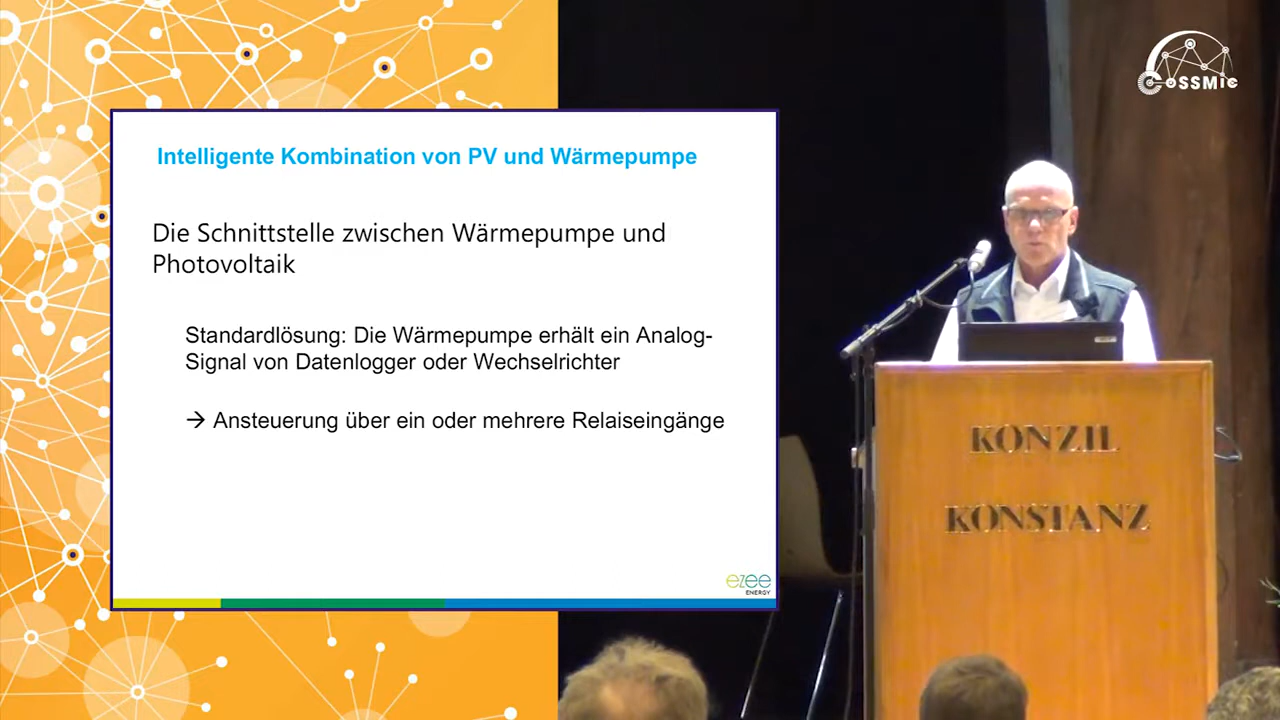 Intelligente Kombination von PV und Wärmepumpe
Die Schnittstelle zwischen Wärmepumpe und
Photovoltaik
Standardlösung: Die Wärmepumpe erhält ein Analog-
Signal von Datenlogger oder Wechselrichter
→ Ansteuerung über ein oder mehrere Relaiseingänge
ezee
ENERGY
CoSSMic
KONZIL
KONSTANZ